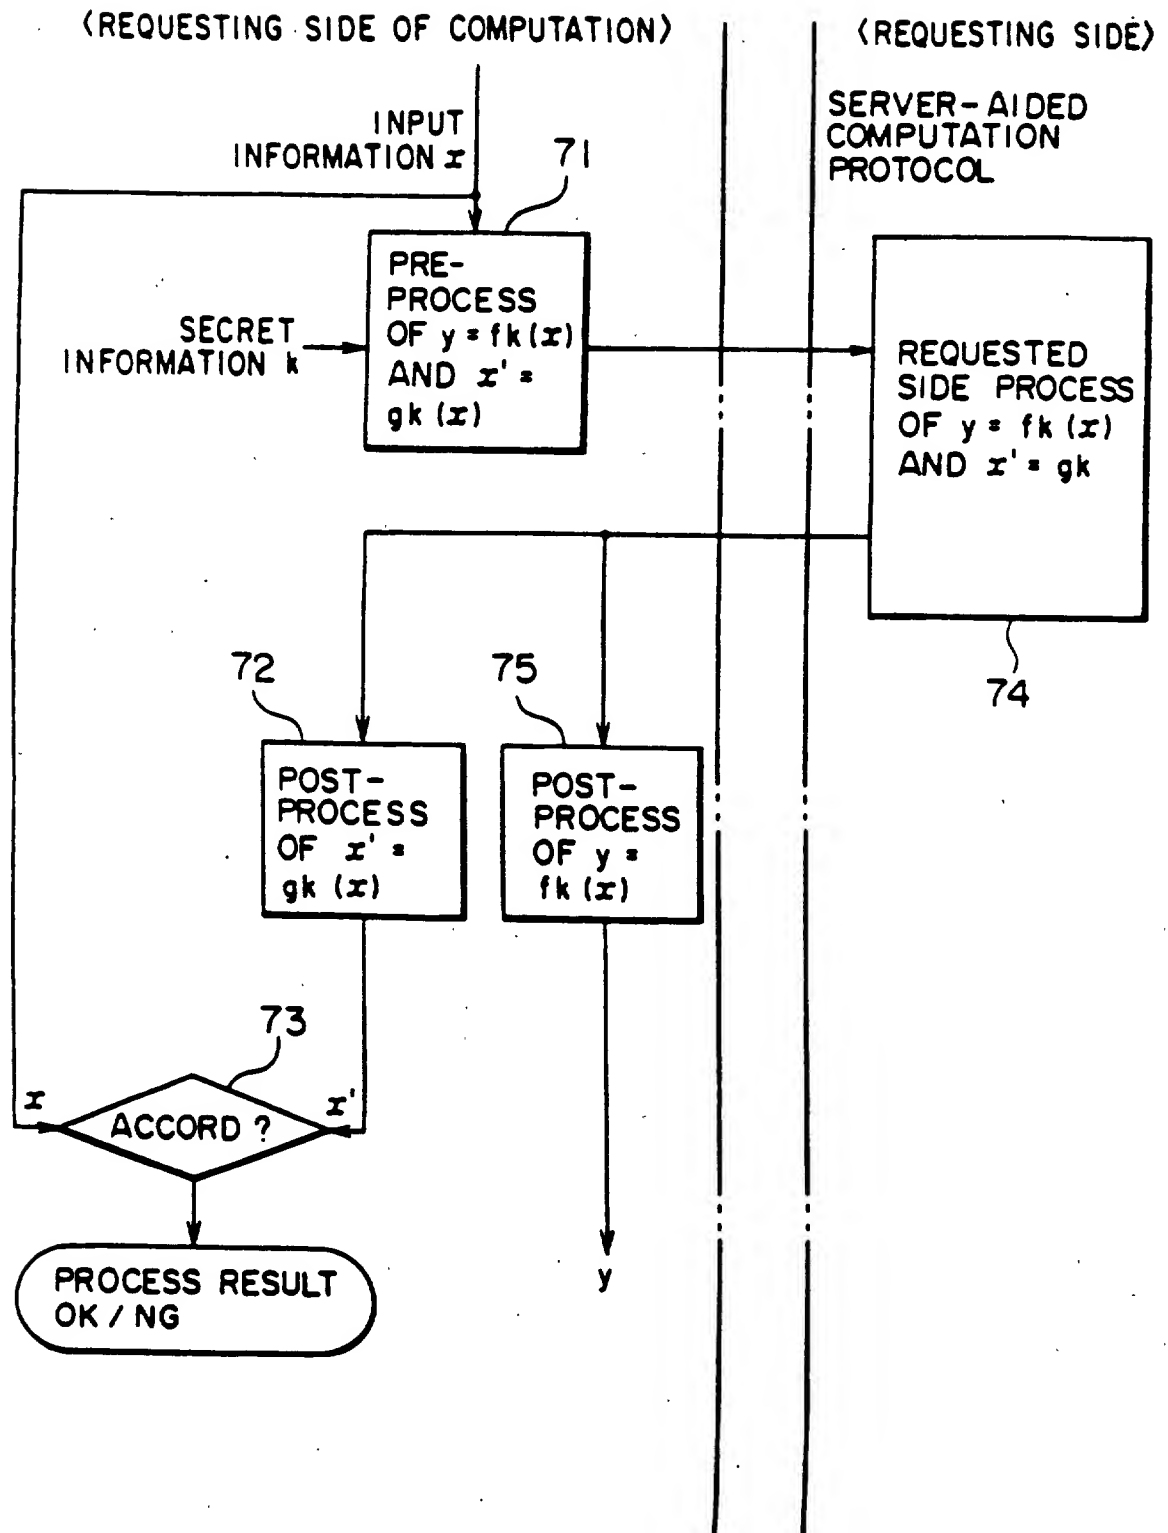 〈REQUESTING SIDE OF COMPUTATION〉
〈REQUESTING SIDE〉
SERVER-AIDED
COMPUTATION
PROTOCOL
INPUT
INFORMATION x
71
PRE-
PROCESS
OF y = fk (x)
AND x' =
gk (x)
SECRET
INFORMATION k
REQUESTED
SIDE PROCESS
OF y = fk (x)
AND x' = gk
74
72
POST-
PROCESS
OF x' =
gk (x)
75
POST-
PROCESS
OF y =
fk (x)
73
x
x'
ACCORD ?
PROCESS RESULT
OK / NG
y